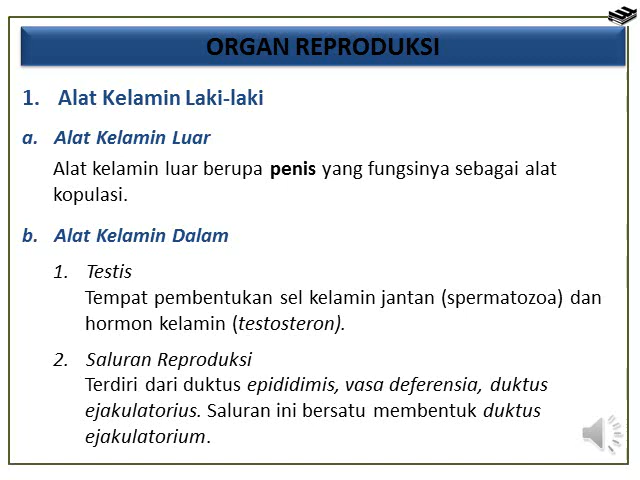 ORGAN REPRODUKSI
1. Alat Kelamin Laki-laki
a. Alat Kelamin Luar
Alat kelamin luar berupa penis yang fungsinya sebagai alat
kopulasi.
b. Alat Kelamin Dalam
1. Testis
Tempat pembentukan sel kelamin jantan (spermatozoa) dan
hormon kelamin (testosteron).
2. Saluran Reproduksi
Terdiri dari duktus epididimis, vasa deferensia, duktus
ejakulatorius. Saluran ini bersatu membentuk duktus
ejakulatorium.